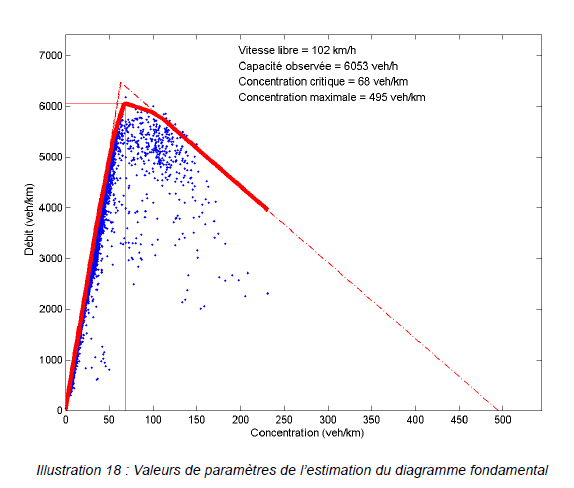 Vitesse libre = 102 km/h
Capacité observée = 6053 veh/h
Concentration critique = 68 veh/km
Concentration maximale = 495 veh/km
Débit (veh/km)
7000
6000
5000
4000
3000
2000
1000
0
0 50 100 150 200 250 300 350 400 450 500
Concentration (veh/km)
Illustration 18 : Valeurs de paramètres de l'estimation du diagramme fondamental